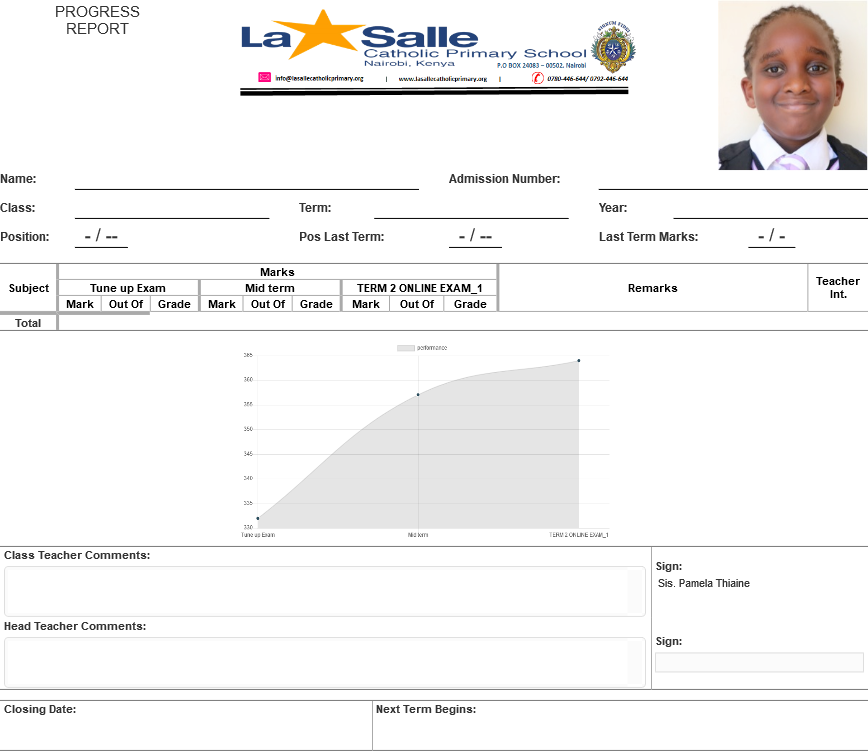 PROGRESS
REPORT
La Salle
Catholic Primary School
Nairobi, Kenya
P.O BOX 24083 – 00502, Nairobi
info@lasallecatholicprimary.org | www.lasallecatholicprimary.org | 0780-446-644/ 0792-446-644
Name: Admission Number:
Class: Term: Year:
Position: - / -- Pos Last Term: - / -- Last Term Marks: - / -
Subject Marks Remarks Teacher Int.
Tune up Exam Mid term TERM 2 ONLINE EXAM_1
Mark Out Of Grade Mark Out Of Grade Mark Out Of Grade
Total
performance
365
360
355
350
345
340
335
330
Tune up Exam Mid term TERM 2 ONLINE EXAM_1
Class Teacher Comments:
Sign:
Sis. Pamela Thiaine
Head Teacher Comments:
Sign:
Closing Date: Next Term Begins: